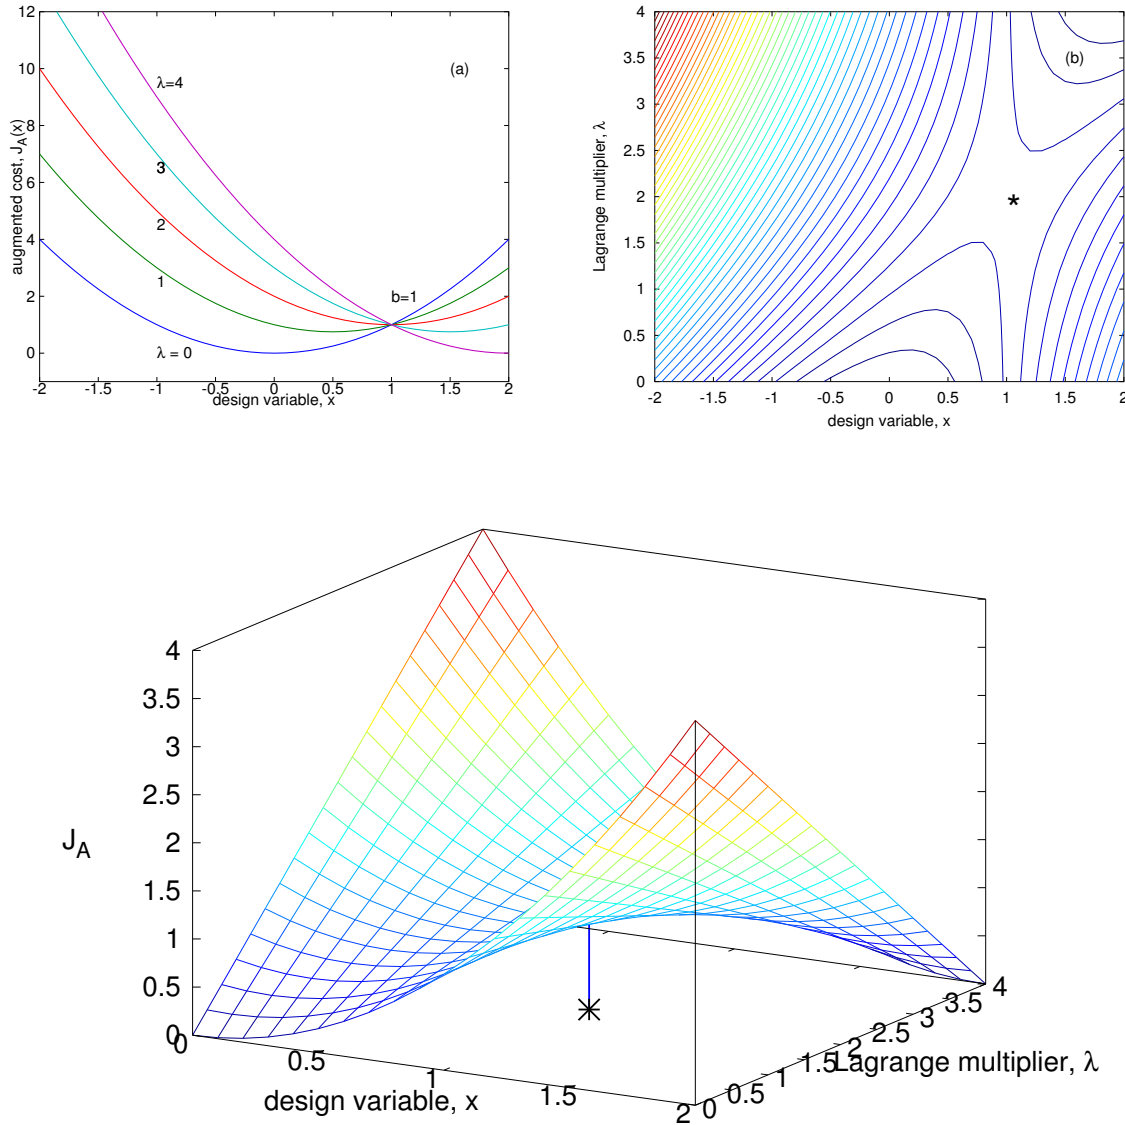 12
10
8
6
4
2
0
augmented cost, J_A(x)
(a)
λ=4
3
2
1
λ = 0
b=1
-2 -1.5 -1 -0.5 0 0.5 1 1.5 2
design variable, x
4
3.5
3
2.5
2
1.5
1
0.5
0
Lagrange multiplier, λ
(b)
*
-2 -1.5 -1 -0.5 0 0.5 1 1.5 2
design variable, x
4
3.5
3
2.5
2
1.5
1
0.5
0
J_A
0 0.5 1 1.5 2
design variable, x
0 0.5 1 1.5 2 2.5 3 3.5 4
Lagrange multiplier, λ